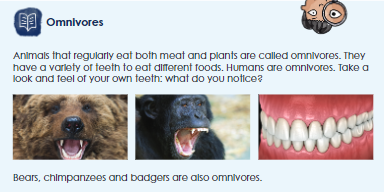 Omnivores
Animals that regularly eat both meat and plants are called omnivores. They
have a variety of teeth to eat different foods. Humans are omnivores. Take a
look and feel of your own teeth: what do you notice?
Bears, chimpanzees and badgers are also omnivores.